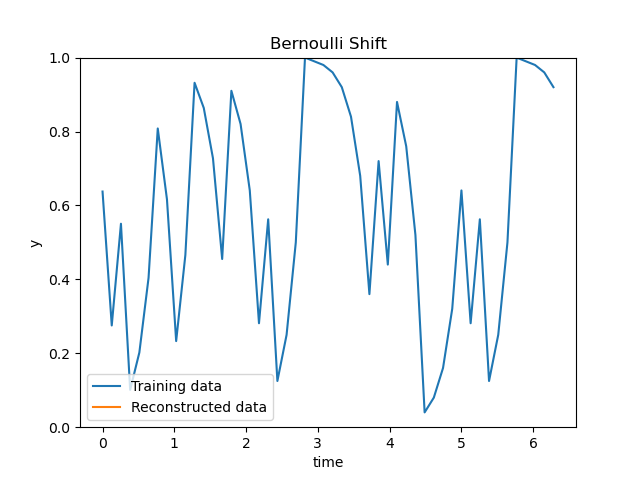 Bernoulli Shift
1.0
0.8
0.6
0.4
0.2
0.0
y
Training data
Reconstructed data
0 1 2 3 4 5 6
time